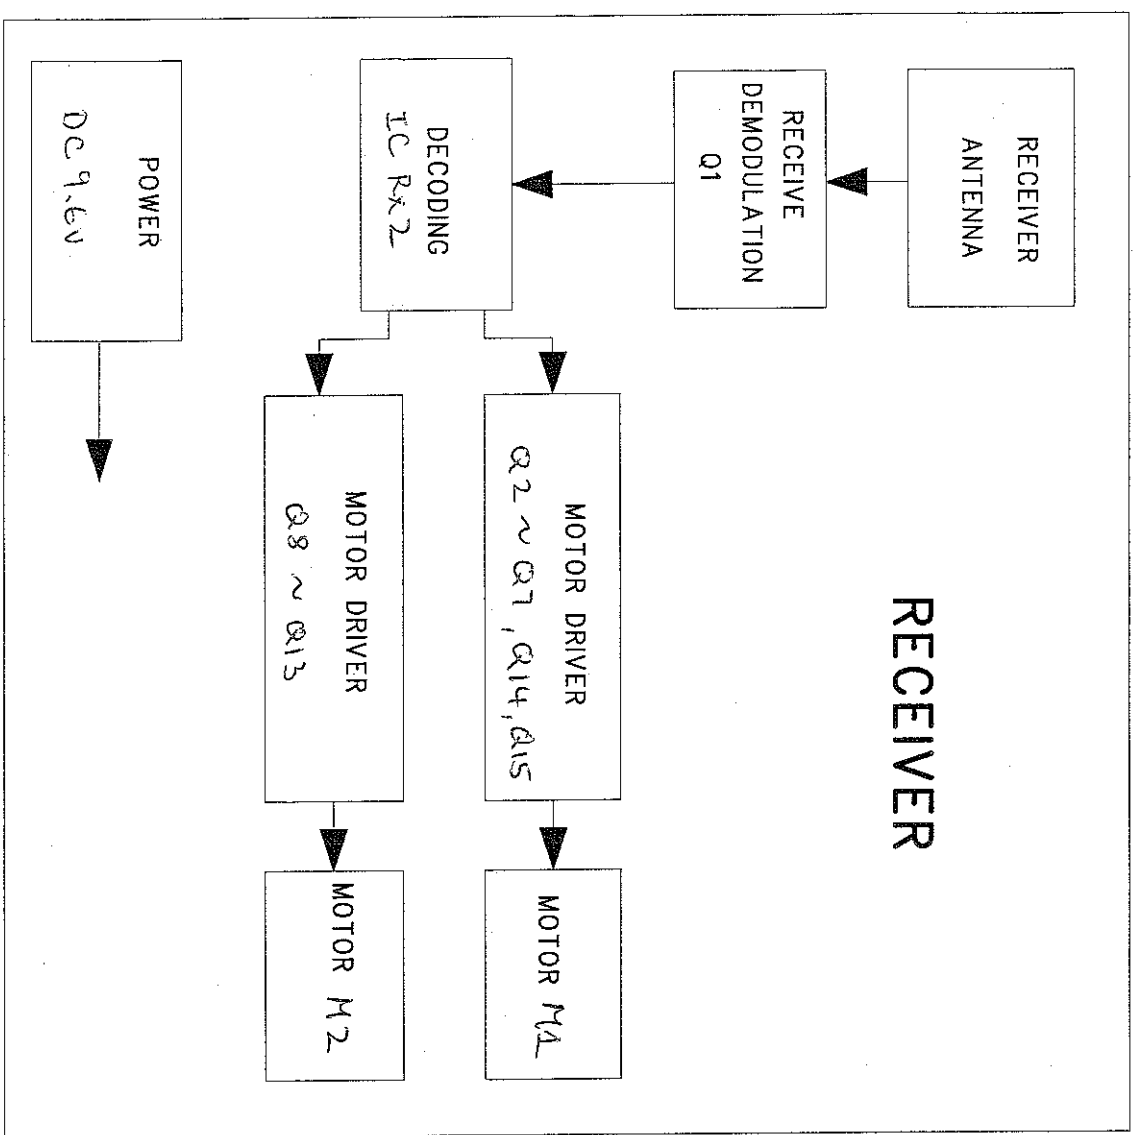 RECEIVER
RECEIVER
ANTENNA
RECEIVE
DEMODULATION
Q1
DECODING
IC Rx2
MOTOR DRIVER
Q2 ~ Q7, Q14, Q15
MOTOR M1
MOTOR DRIVER
Q8 ~ Q13
MOTOR M2
POWER
DC 9.6V